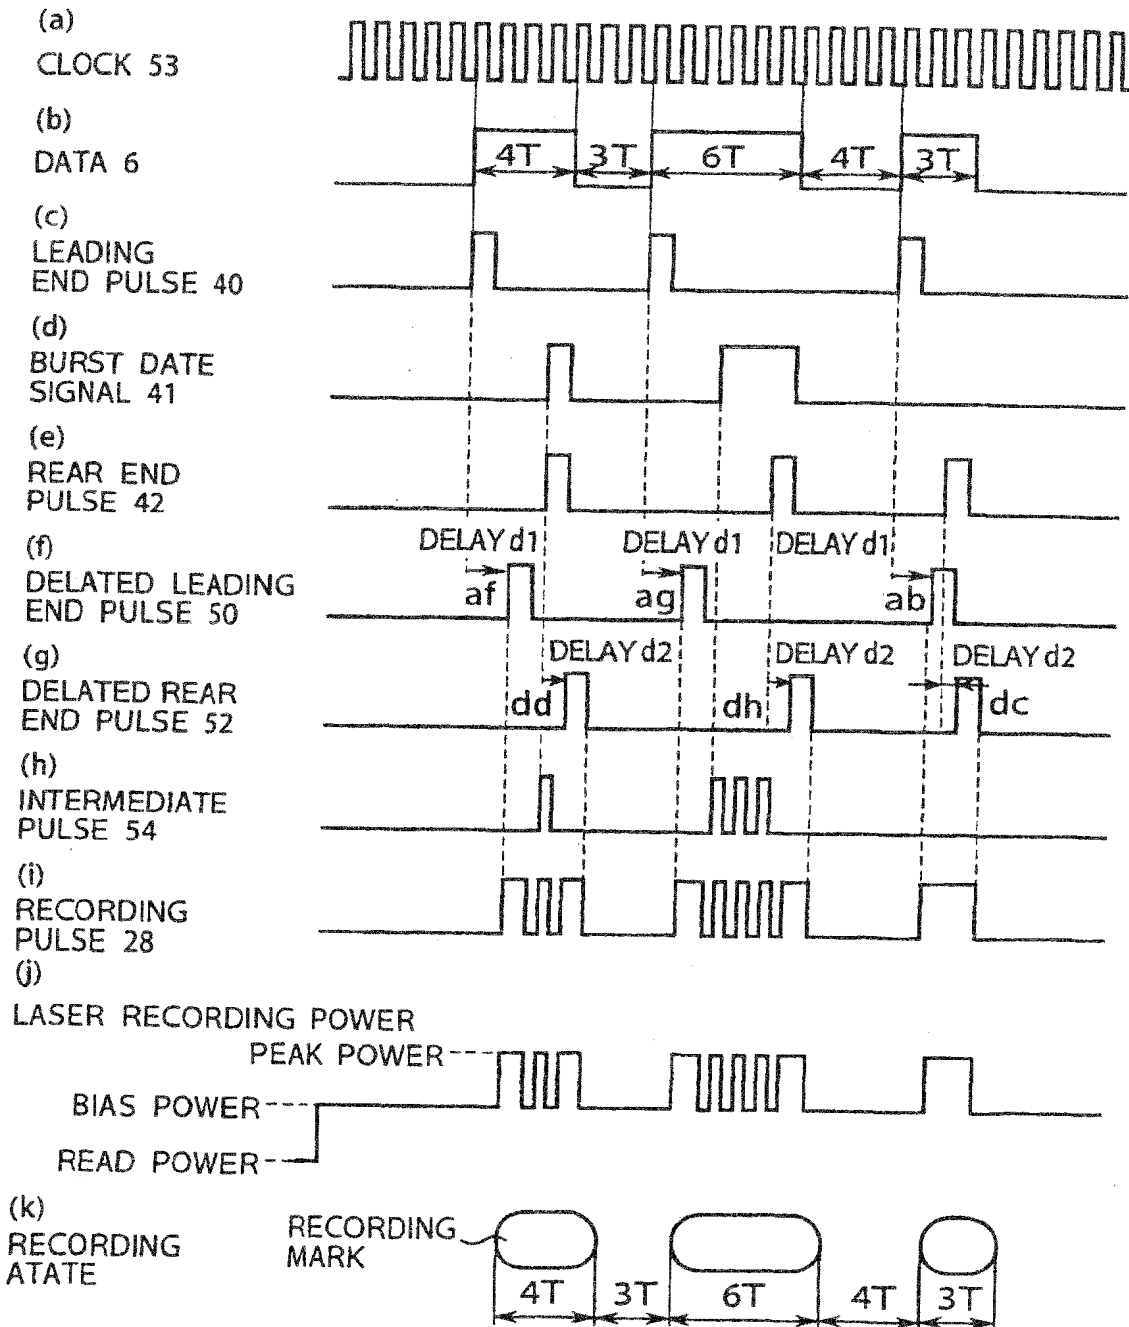 (a)
CLOCK 53
(b)
DATA 6
4T 3T 6T 4T 3T
(c)
LEADING
END PULSE 40
(d)
BURST DATE
SIGNAL 41
(e)
REAR END
PULSE 42
DELAY d1 DELAY d1 DELAY d1
(f)
DELATED LEADING
END PULSE 50
af ag ab
(g)
DELAY d2 DELAY d2 DELAY d2
DELATED REAR
END PULSE 52
dd dh dc
(h)
INTERMEDIATE
PULSE 54
(i)
RECORDING
PULSE 28
(j)
LASER RECORDING POWER
PEAK POWER
BIAS POWER
READ POWER
(k)
RECORDING
ATATE
RECORDING
MARK
4T 3T 6T 4T 3T